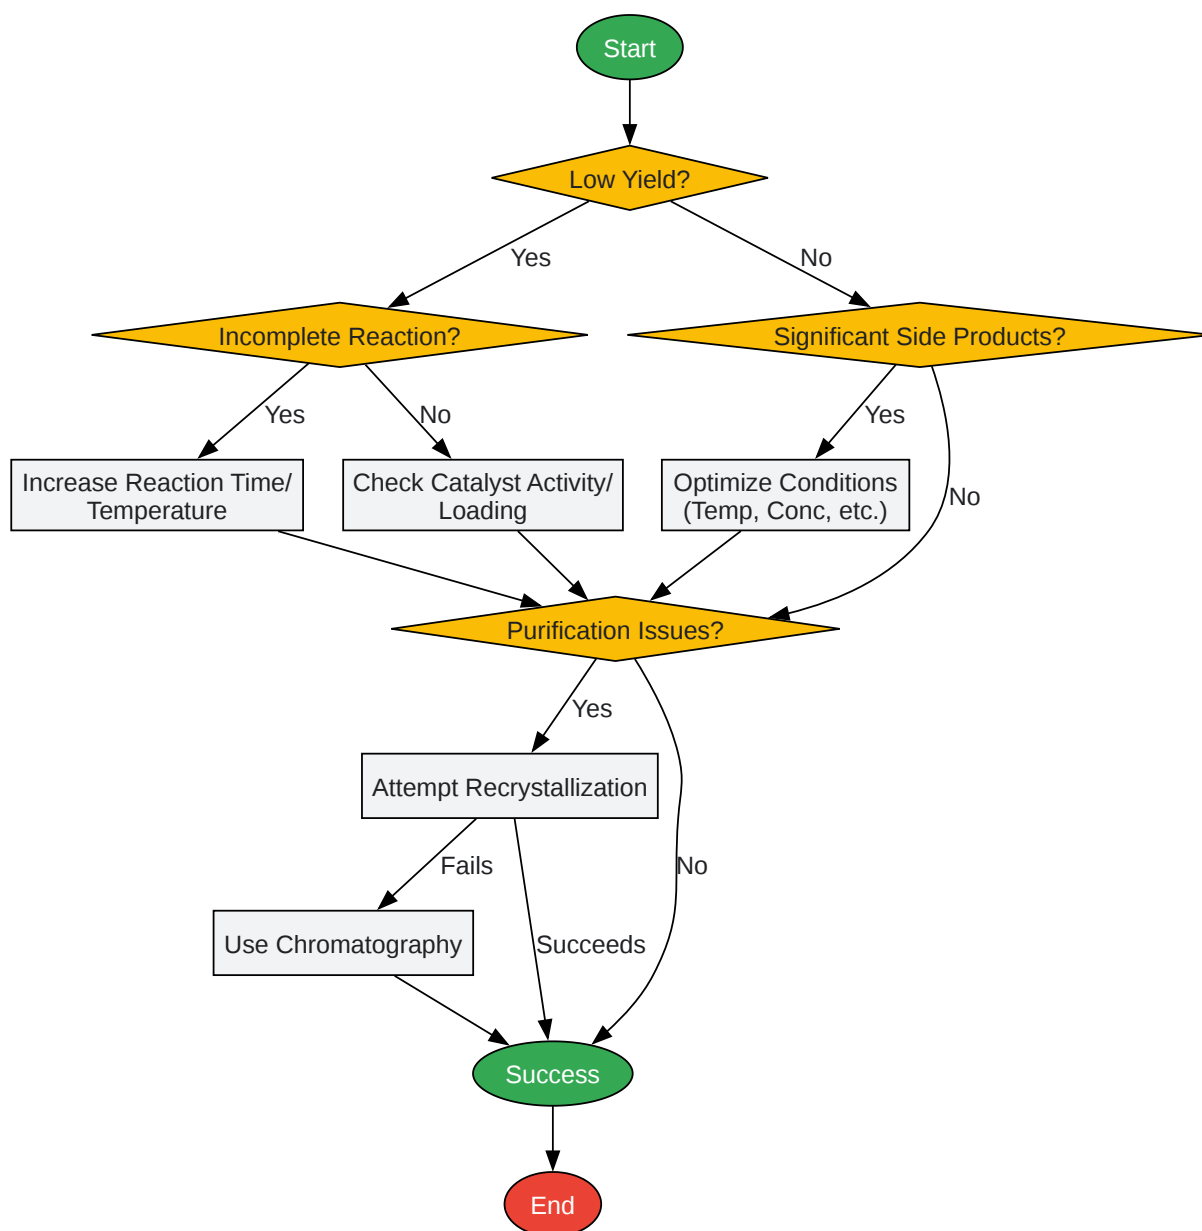 Start
Low Yield?
Yes
No
Incomplete Reaction?
Significant Side Products?
Yes
No
Yes
No
Increase Reaction Time/
Temperature
Check Catalyst Activity/
Loading
Optimize Conditions
(Temp, Conc, etc.)
Purification Issues?
Yes
No
Attempt Recrystallization
Fails
Succeeds
Use Chromatography
Success
End